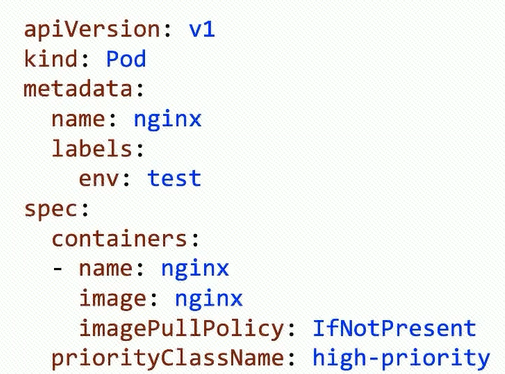 apiVersion: v1
kind: Pod
metadata:
  name: nginx
  labels:
    env: test
spec:
  containers:
  - name: nginx
    image: nginx
    imagePullPolicy: IfNotPresent
  priorityClassName: high-priority